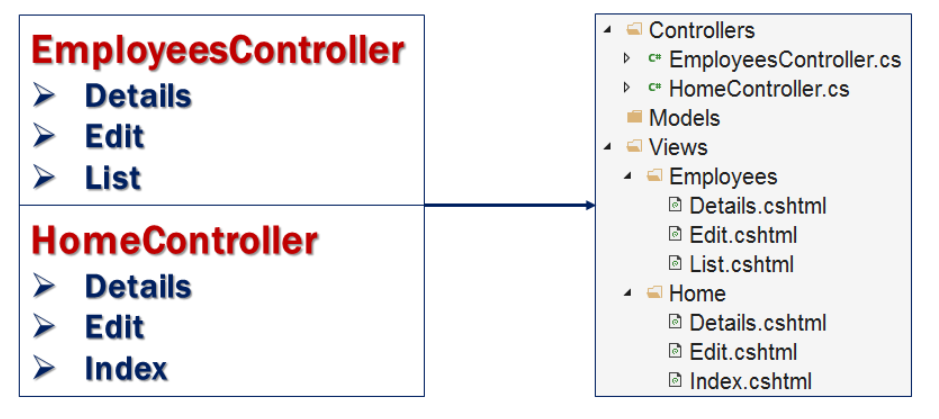 EmployeesController
➢ Details
➢ Edit
➢ List
HomeController
➢ Details
➢ Edit
➢ Index
Controllers
C# EmployeesController.cs
C# HomeController.cs
Models
Views
Employees
Details.cshtml
Edit.cshtml
List.cshtml
Home
Details.cshtml
Edit.cshtml
Index.cshtml